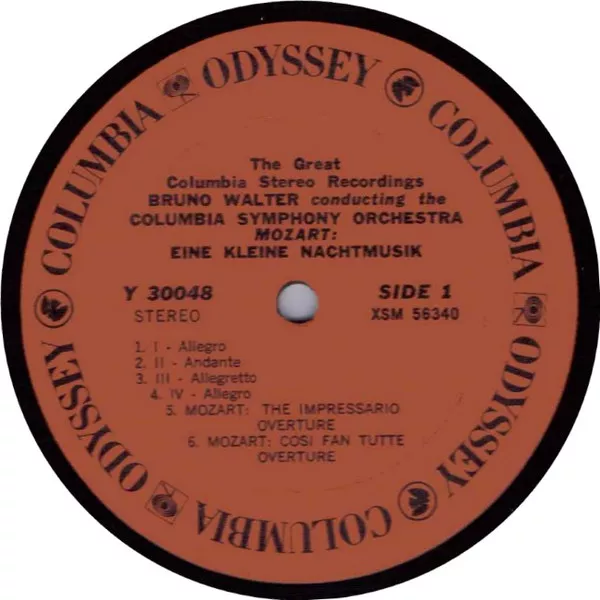 COLUMBIA ODYSSEY COLUMBIA ODYSSEY COLUMBIA ODYSSEY
The Great
Columbia Stereo Recordings
BRUNO WALTER conducting the
COLUMBIA SYMPHONY ORCHESTRA
MOZART:
EINE KLEINE NACHTMUSIK
Y 30048 SIDE 1
STEREO XSM 56340
1. I - Allegro
2. II - Andante
3. III - Allegretto
4. IV - Allegro
5. MOZART: THE IMPRESSARIO
OVERTURE
6. MOZART: COSI FAN TUTTE
OVERTURE